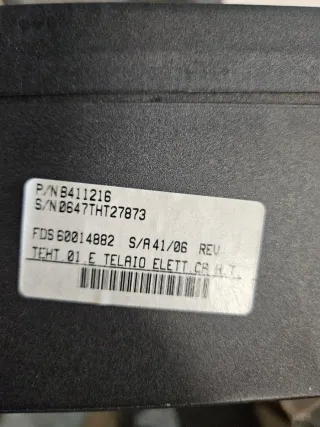 P/N 8411216
S/N 0647THT27873
FDS 60014882 S/A 41/06 REV
TEHT 01.E TELAIO ELETT.CA H.T.